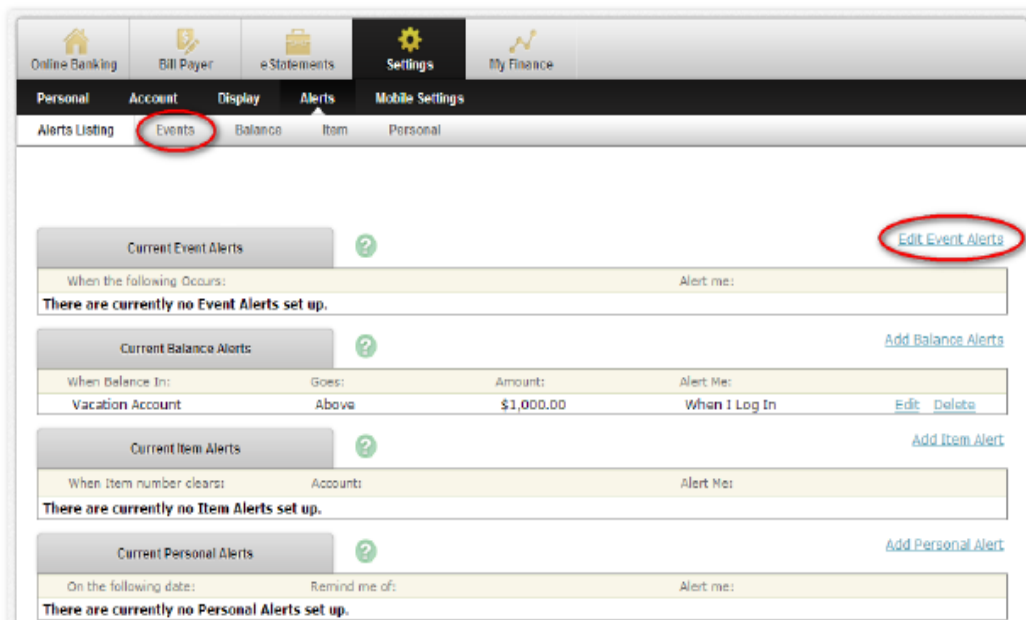 Online Banking Bill Payer eStatements Settings My Finance
Personal Account Display Alerts Mobile Settings
Alerts Listing Events Balance Item Personal
Current Event Alerts ? Edit Event Alerts
When the following Occurs: Alert me:
There are currently no Event Alerts set up.
Current Balance Alerts ? Add Balance Alerts
When Balance In: Goes: Amount: Alert Me:
Vacation Account Above $1,000.00 When I Log In Edit Delete
Current Item Alerts ? Add Item Alert
When Item number clears: Account: Alert Me:
There are currently no Item Alerts set up.
Current Personal Alerts ? Add Personal Alert
On the following date: Remind me of: Alert me:
There are currently no Personal Alerts set up.